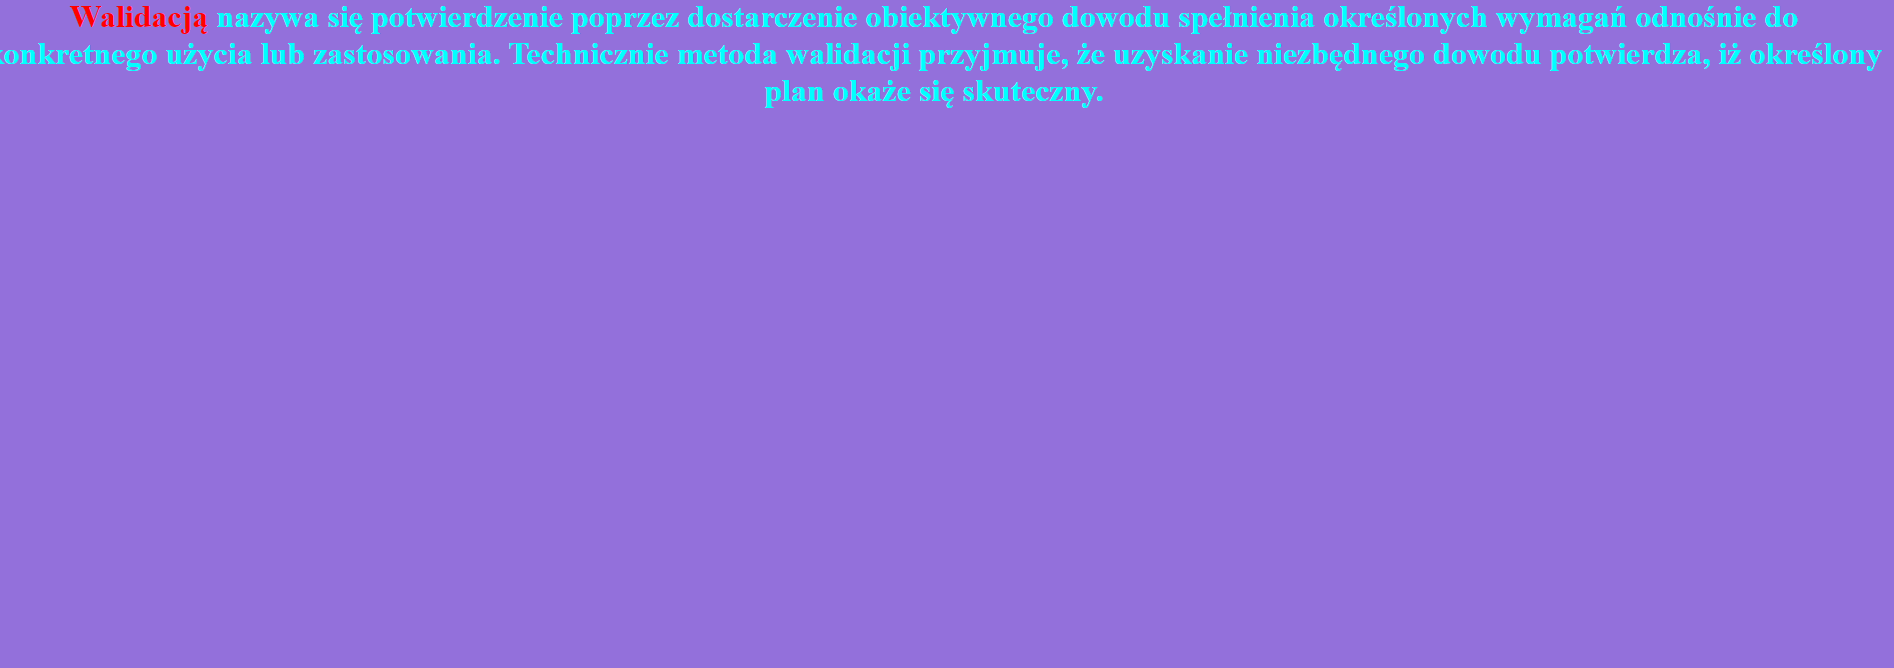 Walidacją nazywa się potwierdzenie poprzez dostarczenie obiektywnego dowodu spełnienia określonych wymagań odnośnie do
konkretnego użycia lub zastosowania. Technicznie metoda walidacji przyjmuje, że uzyskanie niezbędnego dowodu potwierdza, iż określony
plan okaże się skuteczny.